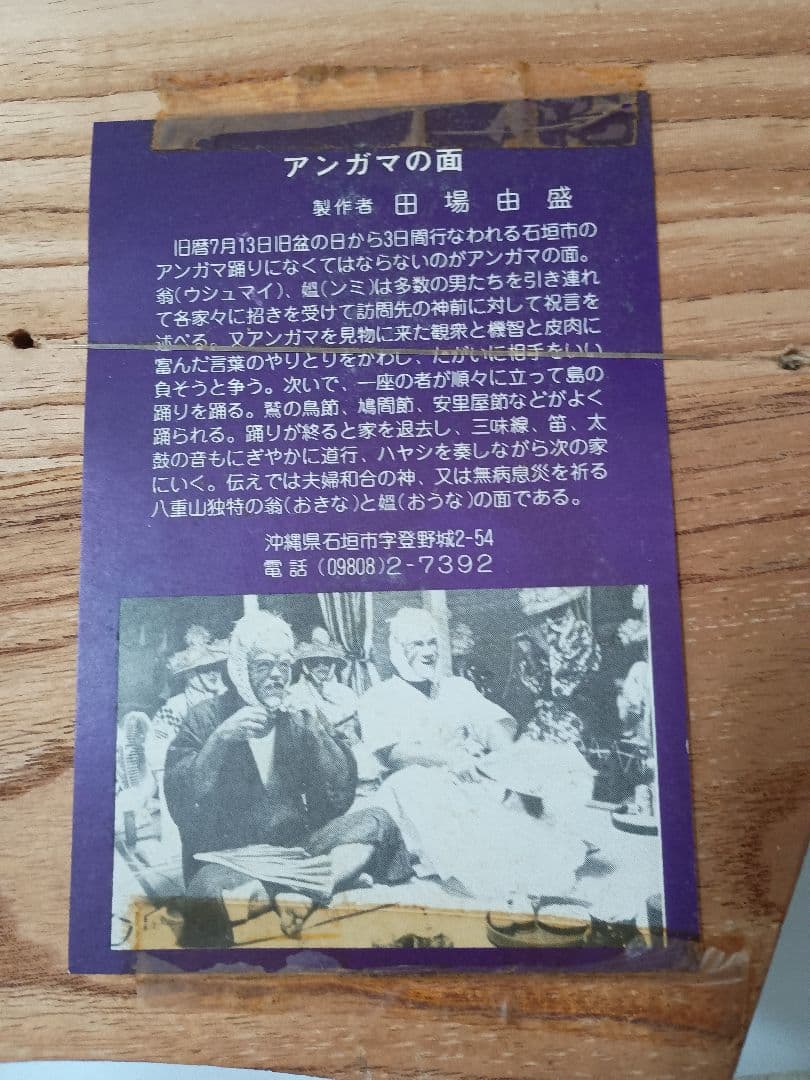 アンガマの面
製作者 田場由盛
旧暦7月13日旧盆の日から3日間行なわれる石垣市の
アンガマ踊りになくてはならないのがアンガマの面。
翁(ウシュマイ)、媼(ンミ)は多数の男たちを引き連れ
て各家々に招きを受けて訪問先の神前に対して祝言を
述べる。又アンガマを見物に来た観衆と機智と皮肉に
富んだ言葉のやりとりをかわし、たがいに相手をいい
負そうと争う。次いで、一座の者が順々に立って島の
踊りを踊る。鷲の鳥節、鳩間節、安里屋節などがよく
踊られる。踊りが終ると家を退去し、三味線、笛、太
鼓の音もにぎやかに道行、ハヤシを奏しながら次の家
にいく。伝えでは夫婦和合の神、又は無病息災を祈る
八重山独特の翁(おきな)と媼(おうな)の面である。
沖縄県石垣市字登野城2-54
電話 (09808)2-7392